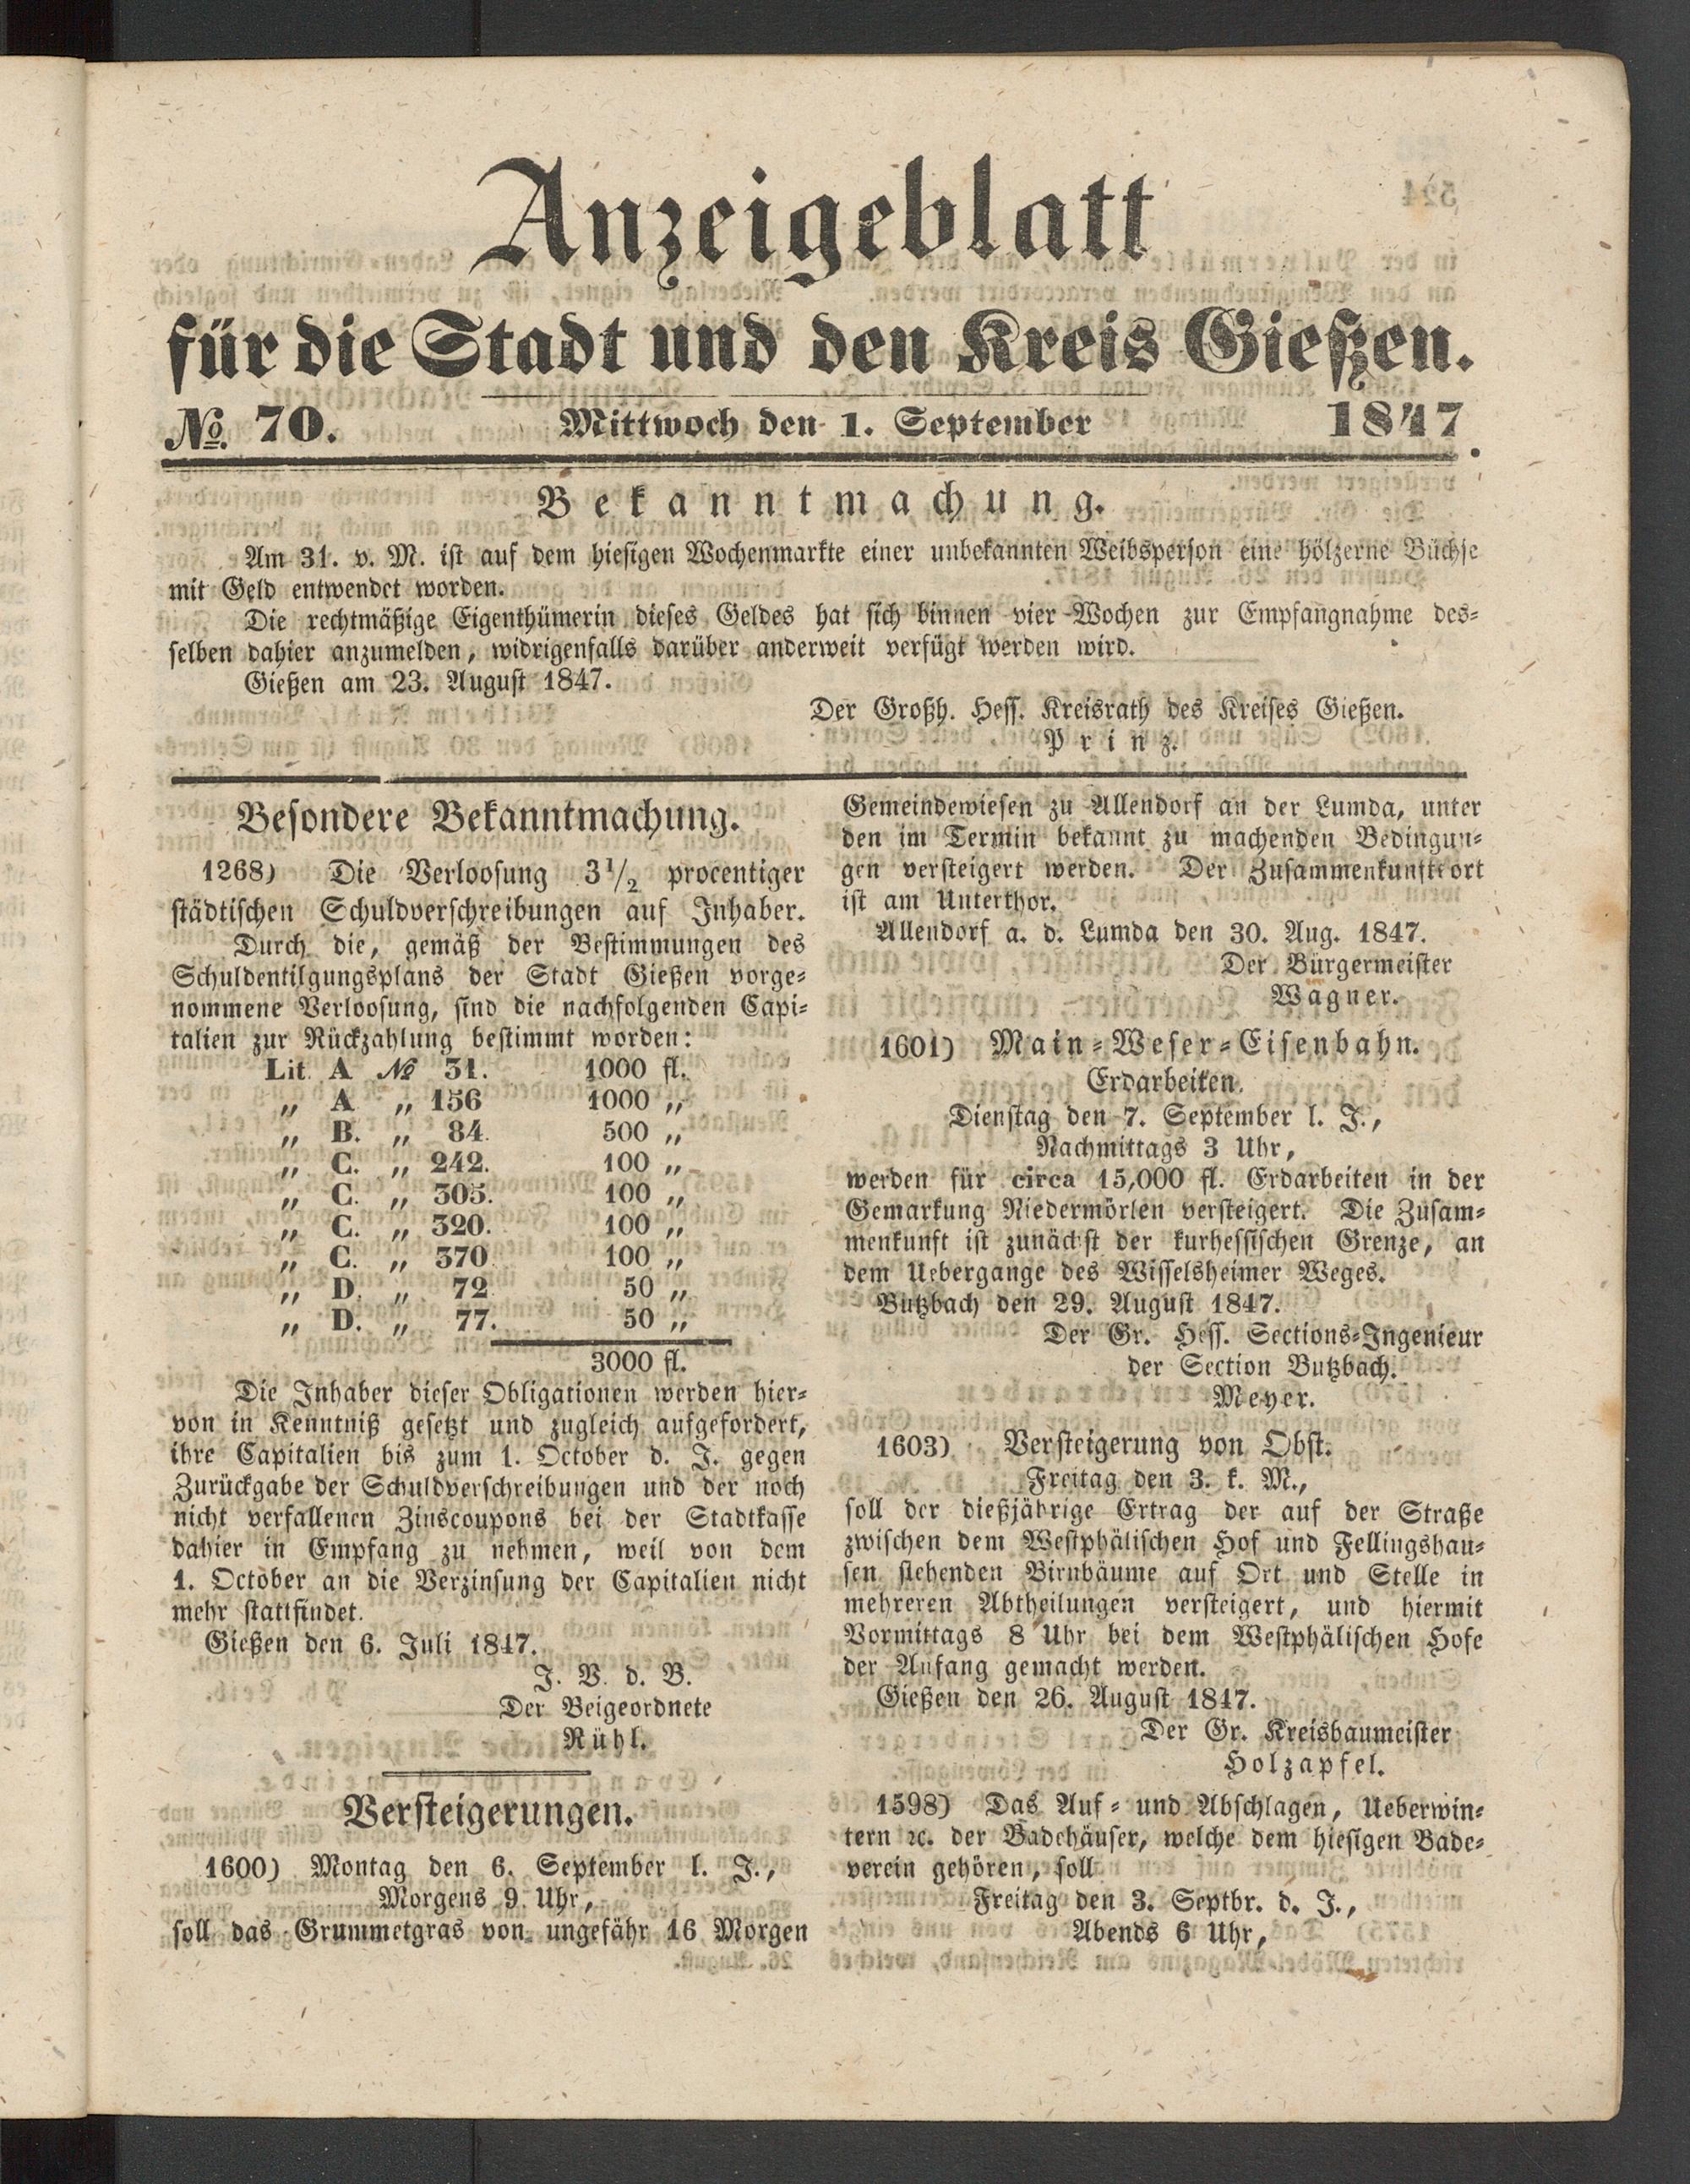 Anzeigeblatt
für die Stadt und den Kreis Gießen.
No. 70. Mittwoch den 1. September 1847.
Bekanntmachung.
Am 31. v. M. ist auf dem hiesigen Wochenmarkte einer unbekannten Weibsperson eine hölzerne Büchse
mit Geld entwendet worden.
Die rechtmäßige Eigenthümerin dieses Geldes hat sich binnen vier Wochen zur Empfangnahme des-
selben dahier anzumelden, widrigenfalls darüber anderweit verfügt werden wird.
Gießen am 23. August 1847.
Der Großh. Hess. Kreisrath des Kreises Gießen.
Prinz.
Besondere Bekanntmachung.
1268) Die Verloosung 3 1/2 procentiger
städtischen Schuldverschreibungen auf Inhaber.
Durch die, gemäß der Bestimmungen des
Schuldentilgungsplans der Stadt Gießen vorge-
nommene Verloosung, sind die nachfolgenden Capi-
talien zur Rückzahlung bestimmt worden:
Lit. A № 31. 1000 fl.
„ A „ 156 1000 „
„ B. „ 84. 500 „
„ C. „ 242. 100 „
„ C. „ 305. 100 „
„ C. „ 320. 100 „
„ C. „ 370 100 „
„ D. „ 72 50 „
„ D. „ 77. 50 „
3000 fl.
Die Inhaber dieser Obligationen werden hier-
von in Kenntniß gesetzt und zugleich aufgefordert,
ihre Capitalien bis zum 1. October d. J. gegen
Zurückgabe der Schuldverschreibungen und der noch
nicht verfallenen Zinscoupons bei der Stadtkasse
dahier in Empfang zu nehmen, weil von dem
1. October an die Verzinsung der Capitalien nicht
mehr stattfindet.
Gießen den 6. Juli 1847.
J. V. d. B.
Der Beigeordnete
Rühl.
Versteigerungen.
1600) Montag den 6. September l. J.,
Morgens 9 Uhr,
soll das Grummetgras von ungefähr 16 Morgen
Gemeindewiesen zu Allendorf an der Lumda, unter
den im Termin bekannt zu machenden Bedingun-
gen versteigert werden. Der Zusammenkunftsort
ist am Unterthor.
Allendorf a. d. Lumda den 30. Aug. 1847.
Der Bürgermeister
Wagner.
1601) Main-Weser-Eisenbahn.
Erdarbeiten.
Dienstag den 7. September l. J.,
Nachmittags 3 Uhr,
werden für circa 15,000 fl. Erdarbeiten in der
Gemarkung Niedermörlen versteigert. Die Zusam-
menkunft ist zunächst der kurhessischen Grenze, an
dem Uebergange des Wisselsheimer Weges.
Butzbach den 29. August 1847.
Der Gr. Hess. Sections-Ingenieur
der Section Butzbach.
Meyer.
1603) Versteigerung von Obst.
Freitag den 3. k. M.,
soll der dießjährige Ertrag der auf der Straße
zwischen dem Westphälischen Hof und Fellingshau-
sen stehenden Birnbäume auf Ort und Stelle in
mehreren Abtheilungen versteigert, und hiermit
Vormittags 8 Uhr bei dem Westphälischen Hofe
der Anfang gemacht werden.
Gießen den 26. August 1847.
Der Gr. Kreisbaumeister
Holzapfel.
1598) Das Auf- und Abschlagen, Ueberwin-
tern ꝛc. der Badehäuser, welche dem hiesigen Bade-
verein gehören, soll
Freitag den 3. Septbr. d. J.,
Abends 6 Uhr,